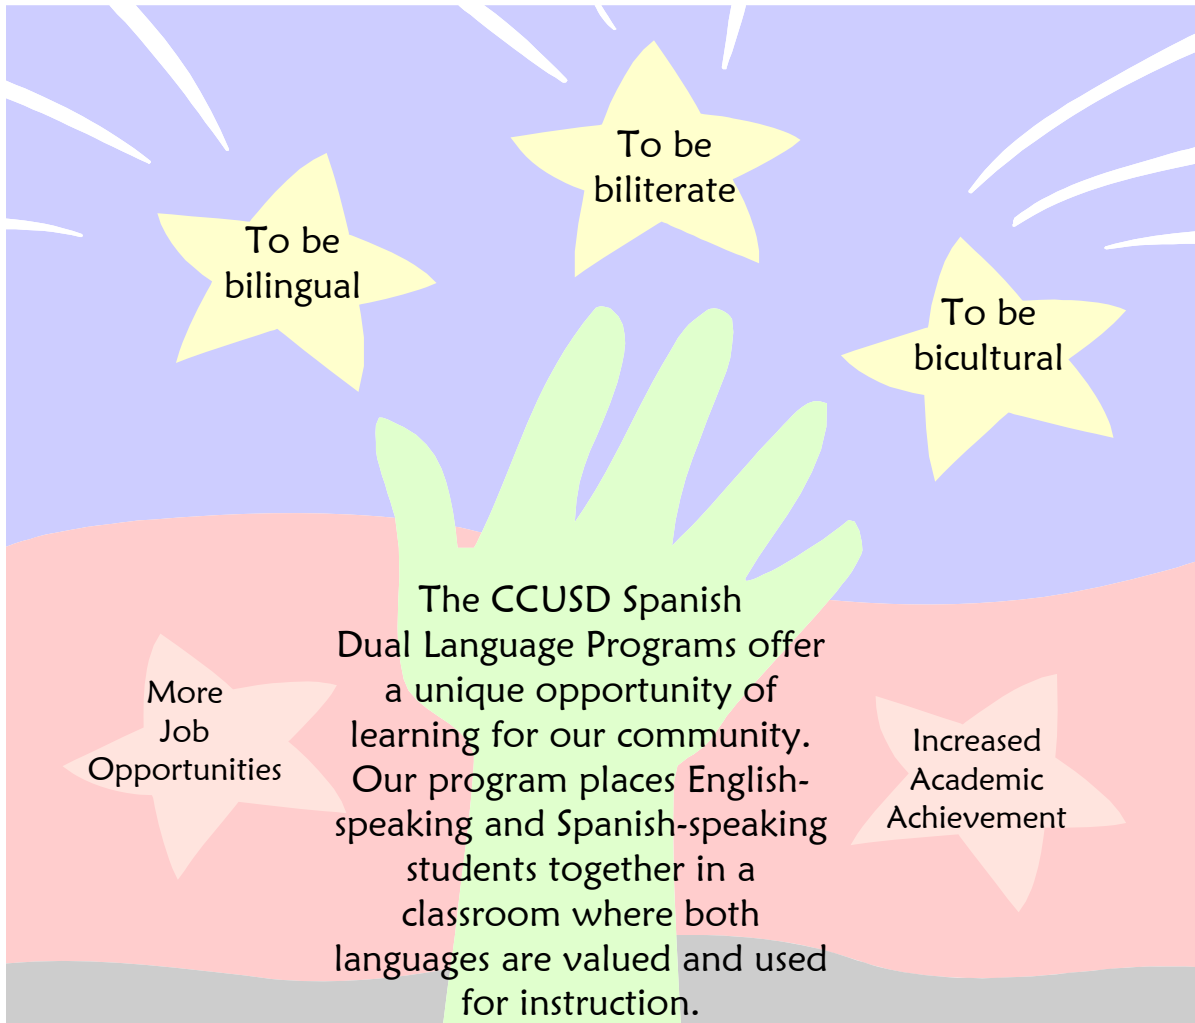 To be
biliterate
To be
bilingual
To be
bicultural
The CCUSD Spanish
Dual Language Programs offer
a unique opportunity of
learning for our community.
Our program places English-
speaking and Spanish-speaking
students together in a
classroom where both
languages are valued and used
for instruction.
More
Job
Opportunities
Increased
Academic
Achievement